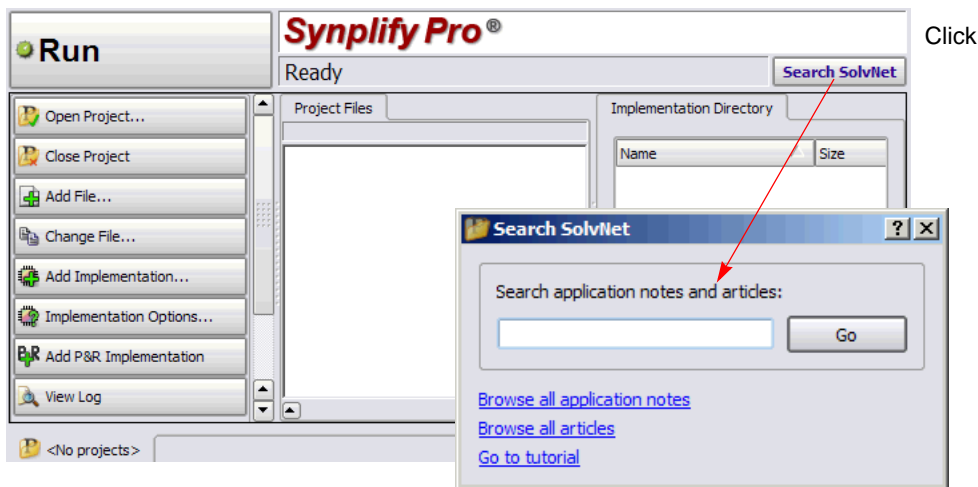 Run
Synplify Pro®
Click
Ready
Search SolvNet
Open Project...
Close Project
Add File...
Change File...
Add Implementation...
Implementation Options...
Add P&R Implementation
View Log
<No projects>
Project Files
Implementation Directory
Name
Size
Search SolvNet
Search application notes and articles:
Go
Browse all application notes
Browse all articles
Go to tutorial